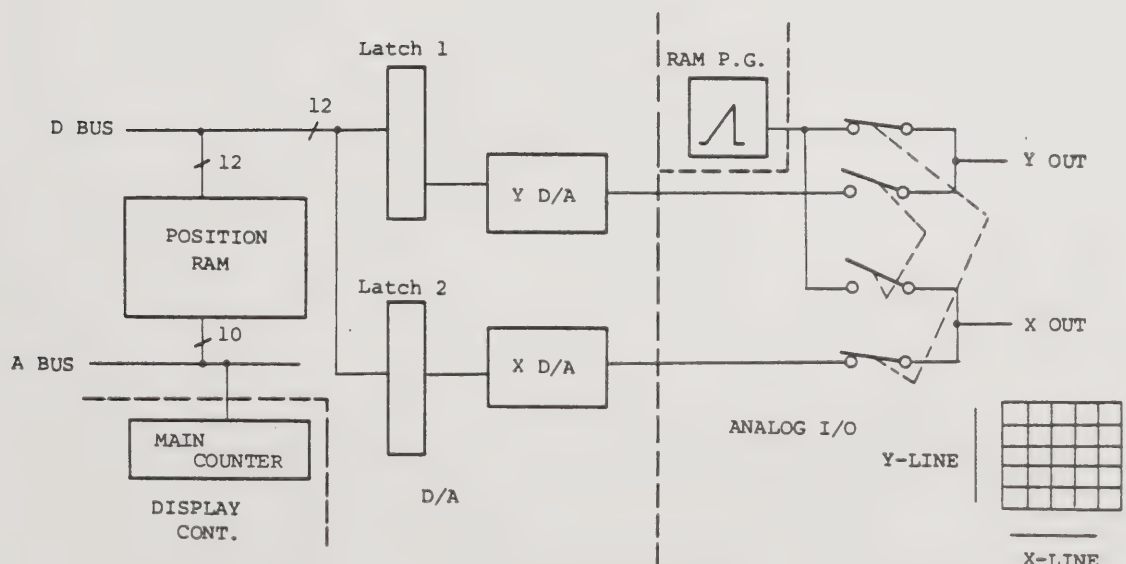 Latch 1
RAM P.G.
12
D BUS
Y OUT
12
Y D/A
POSITION
RAM
Latch 2
10
X OUT
A BUS
X D/A
ANALOG I/O
MAIN
COUNTER
Y-LINE
D/A
DISPLAY
CONT.
X-LINE